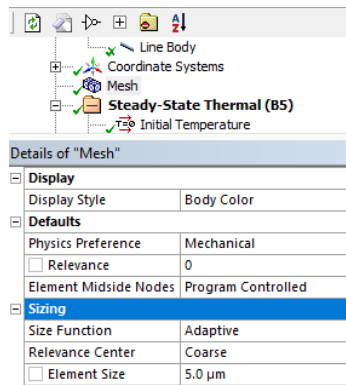 Line Body
Coordinate Systems
Mesh
Steady-State Thermal (B5)
Initial Temperature
Details of "Mesh"
Display
Display Style Body Color
Defaults
Physics Preference Mechanical
Relevance 0
Element Midside Nodes Program Controlled
Sizing
Size Function Adaptive
Relevance Center Coarse
Element Size 5.0 µm